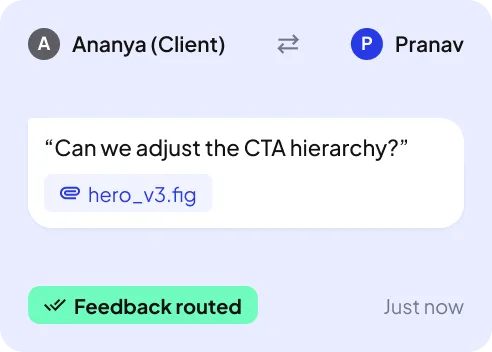 A Ananya (Client) P Pranav
“Can we adjust the CTA hierarchy?”
hero_v3.fig
Feedback routed Just now